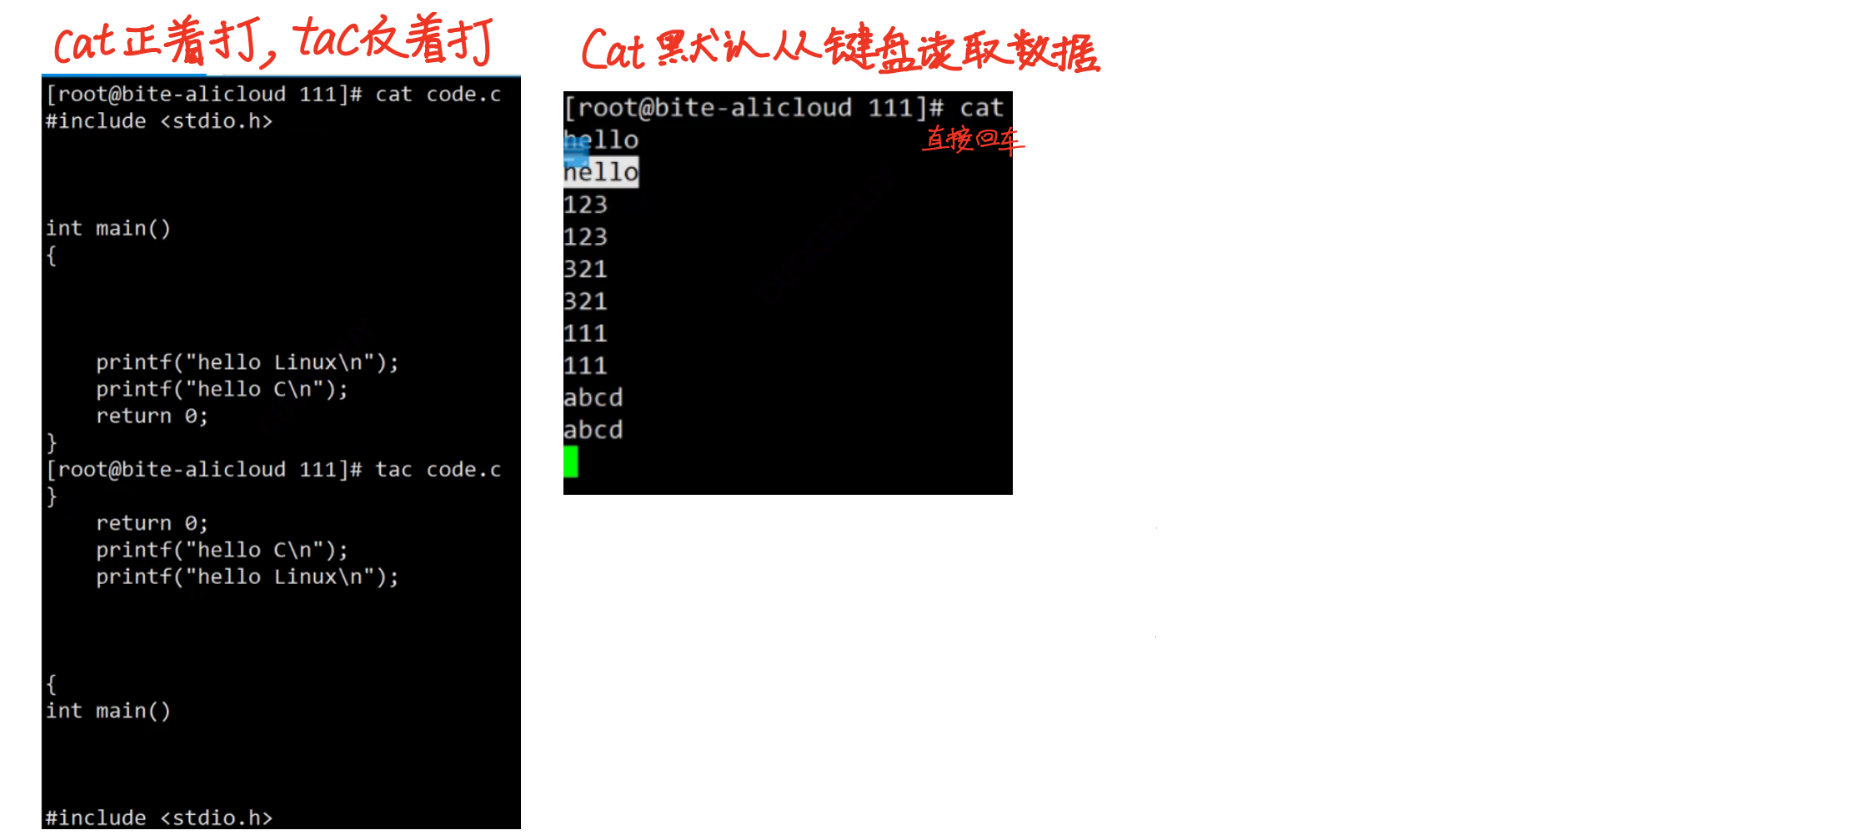 cat正着打,tac反着打
[root@bite-alicloud 111]# cat code.c
#include <stdio.h>
int main()
{
    printf("hello Linux\n");
    printf("hello C\n");
    return 0;
}
[root@bite-alicloud 111]# tac code.c
}
    return 0;
    printf("hello C\n");
    printf("hello Linux\n");
{
int main()
#include <stdio.h>
Cat默认从键盘读取数据
[root@bite-alicloud 111]# cat
直接回车
hello
hello
123
123
321
321
111
111
abcd
abcd